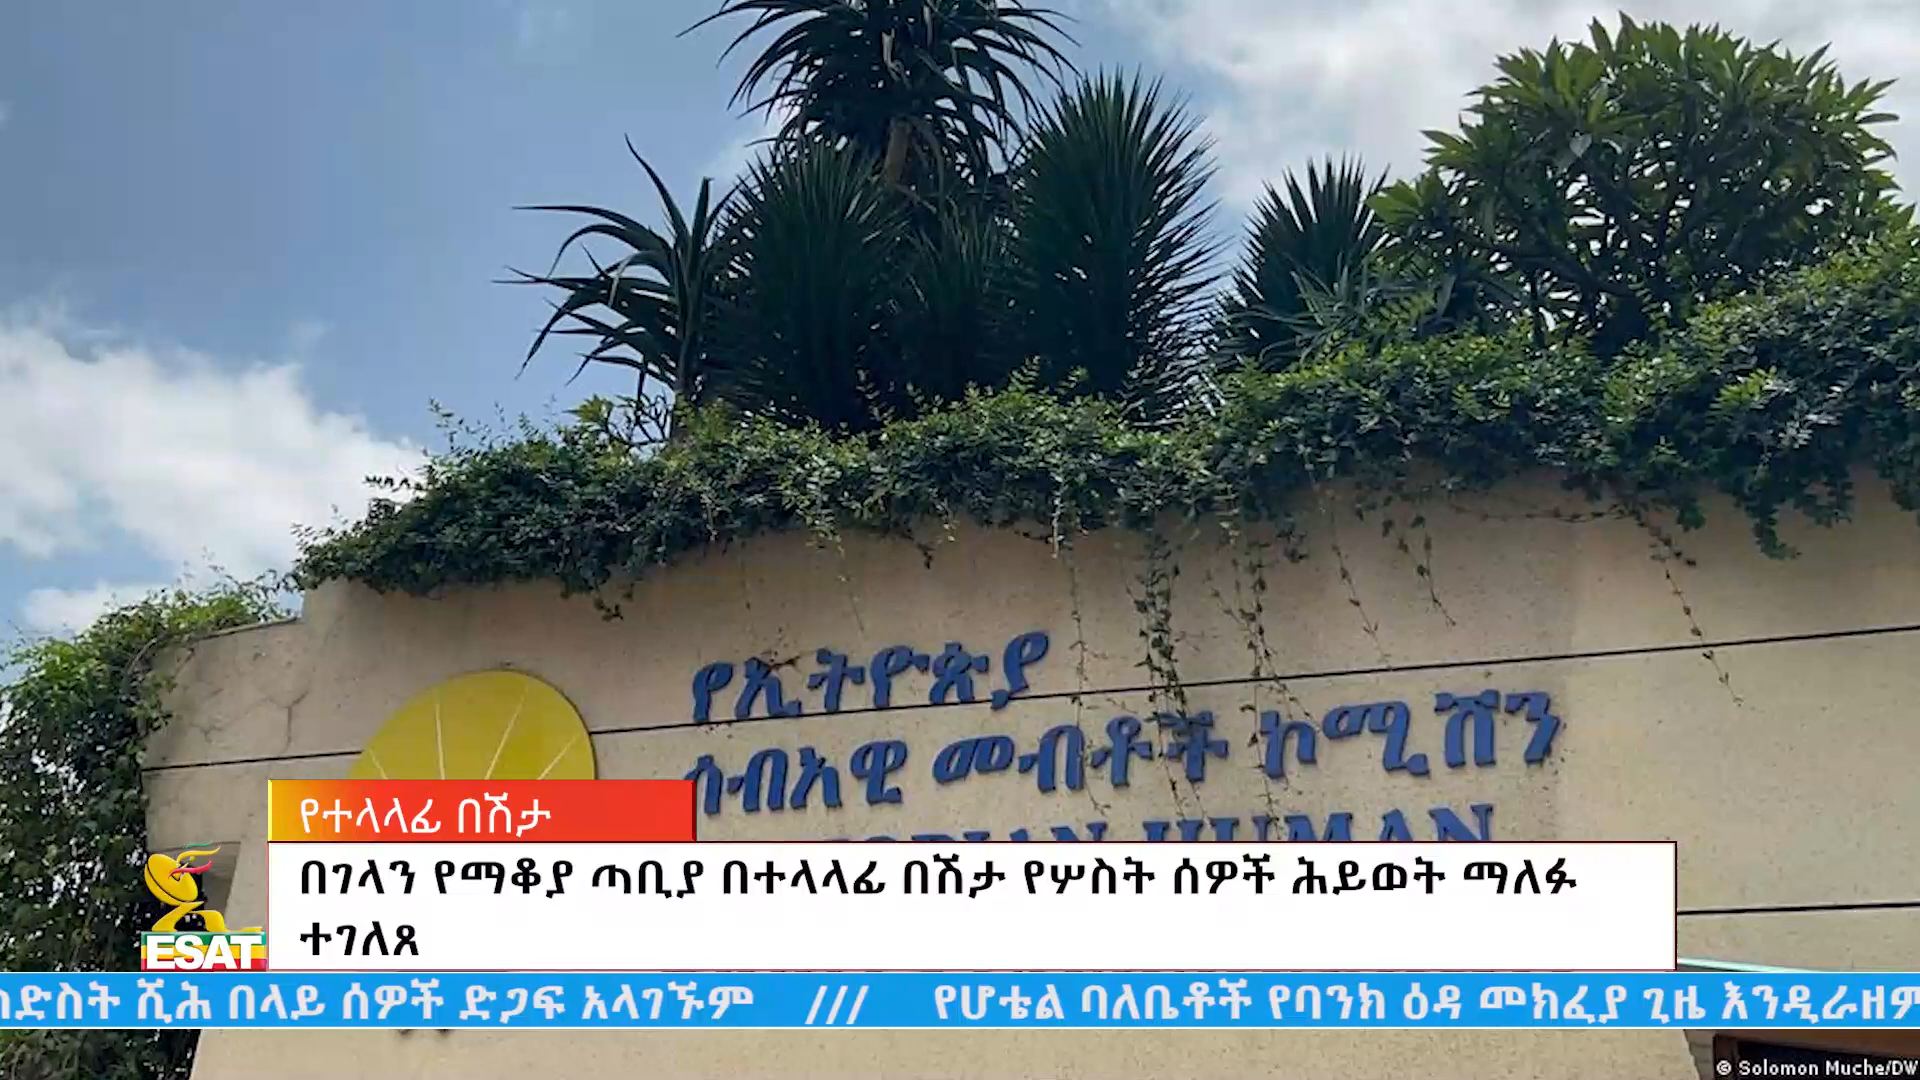 የኢትዮጵያ
ሰብአዊ መብቶች ኮሚሽን
HUMAN
የተላላፊ በሽታ
በገላን የማቆያ ጣቢያ በተላላፊ በሽታ የሦስት ሰዎች ሕይወት ማለፉ
ተገለጸ
ESAT
ሺሕ በላይ ሰዎች ድጋፍ አላገኙም /// የሆቴል ባለቤቶች የባንክ ዕዳ መክፈያ ጊዜ እንዲራዘም
© Solomon Muche/DW